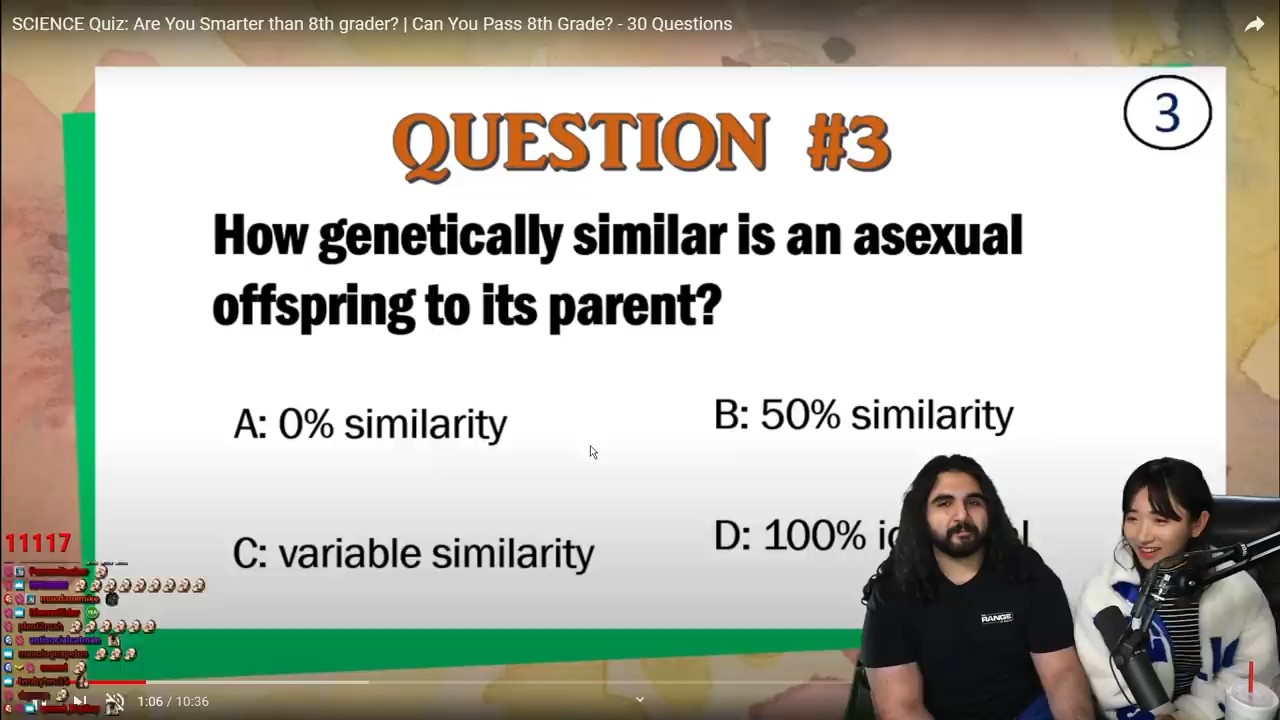 SCIENCE Quiz: Are You Smarter than 8th grader? | Can You Pass 8th Grade? - 30 Questions
3
QUESTION #3
How genetically similar is an asexual
offspring to its parent?
A: 0% similarity
B: 50% similarity
C: variable similarity
D: 100%
RANGE
11117
1:06 / 10:36